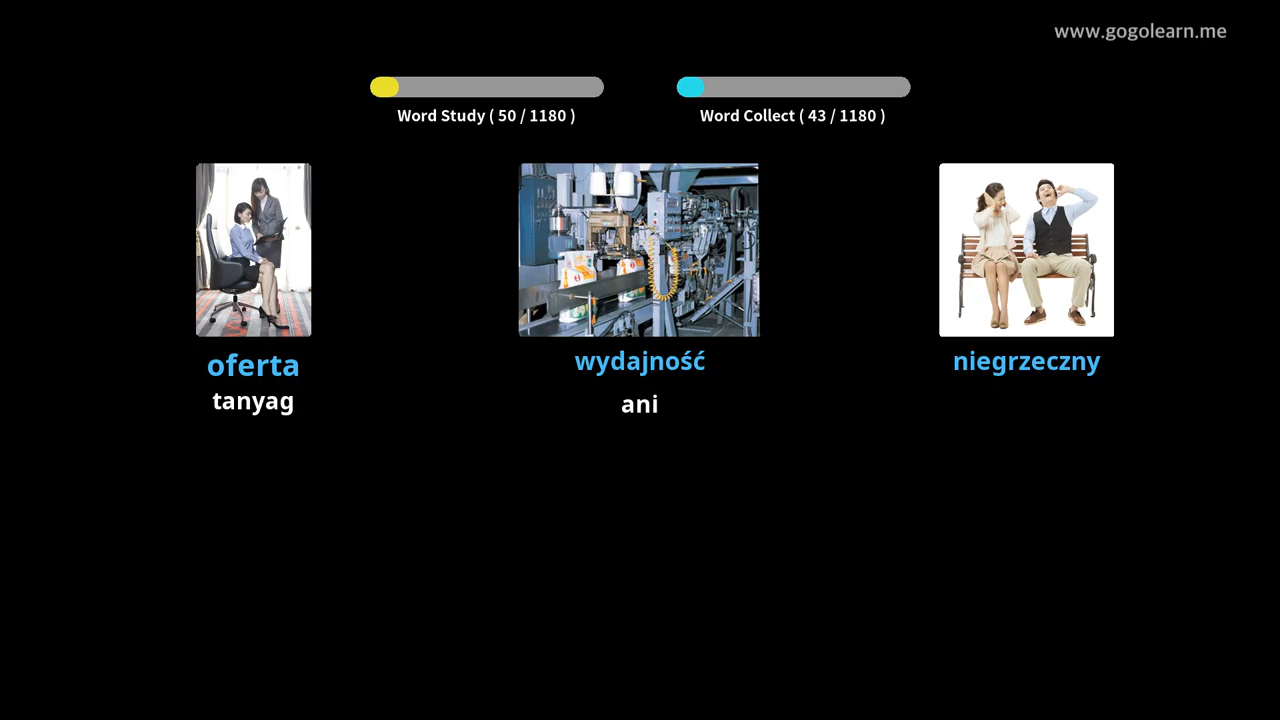 www.gogolearn.me
Word Study ( 50 / 1180 )
Word Collect ( 43 / 1180 )
oferta
tanyag
wydajność
ani
niegrzeczny